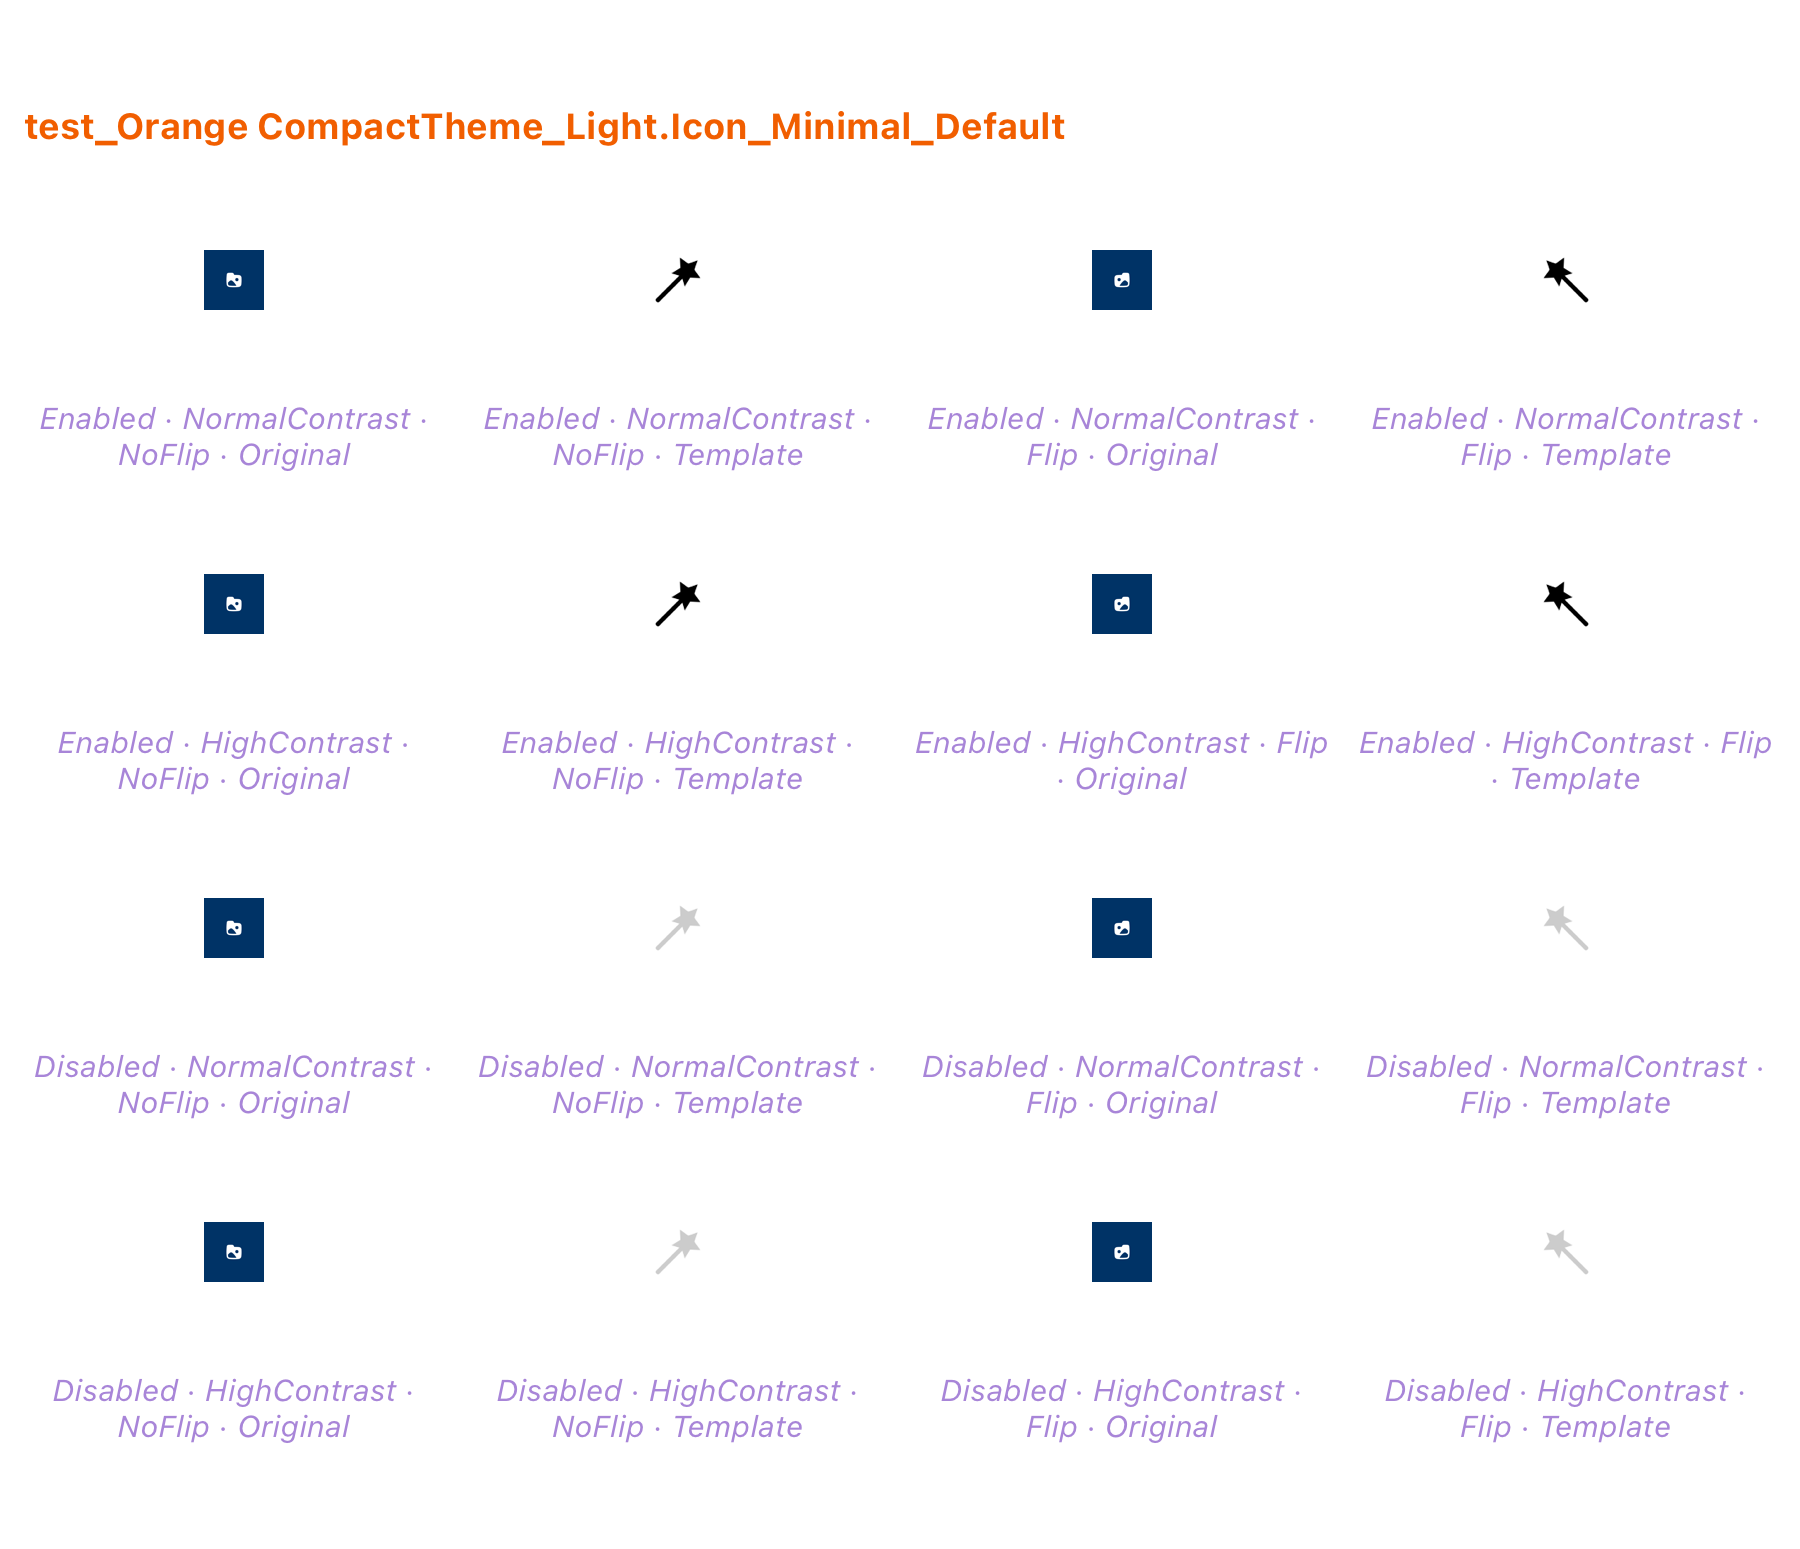 test_Orange CompactTheme_Light.Icon_Minimal_Default
Enabled · NormalContrast ·
NoFlip · Original
Enabled · NormalContrast ·
NoFlip · Template
Enabled · NormalContrast ·
Flip · Original
Enabled · NormalContrast ·
Flip · Template
Enabled · HighContrast ·
NoFlip · Original
Enabled · HighContrast ·
NoFlip · Template
Enabled · HighContrast · Flip
· Original
Enabled · HighContrast · Flip
· Template
Disabled · NormalContrast ·
NoFlip · Original
Disabled · NormalContrast ·
NoFlip · Template
Disabled · NormalContrast ·
Flip · Original
Disabled · NormalContrast ·
Flip · Template
Disabled · HighContrast ·
NoFlip · Original
Disabled · HighContrast ·
NoFlip · Template
Disabled · HighContrast ·
Flip · Original
Disabled · HighContrast ·
Flip · Template